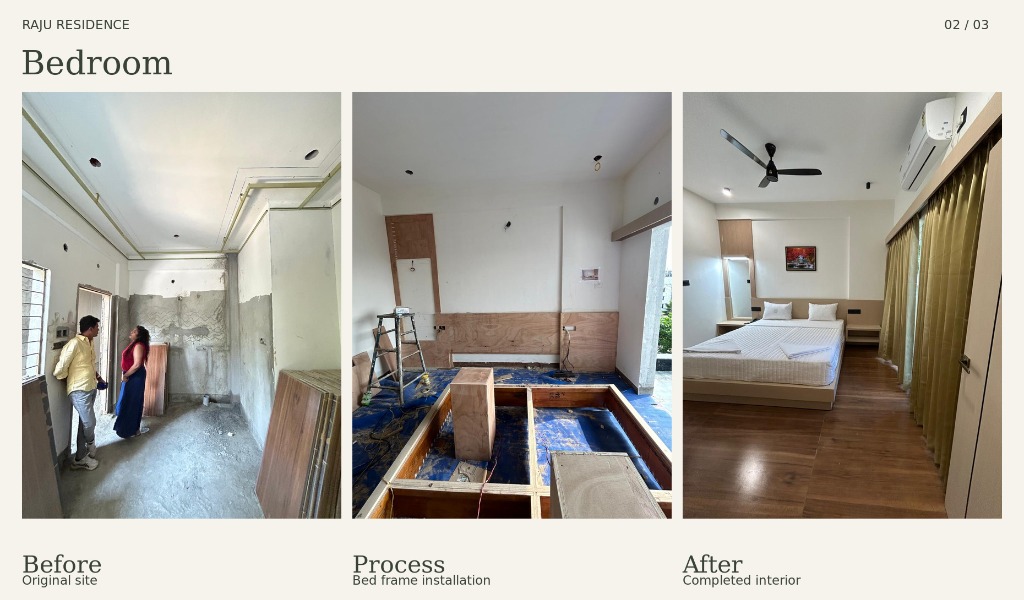 RAJU RESIDENCE
02 / 03
Bedroom
Before
Original site
Process
Bed frame installation
After
Completed interior